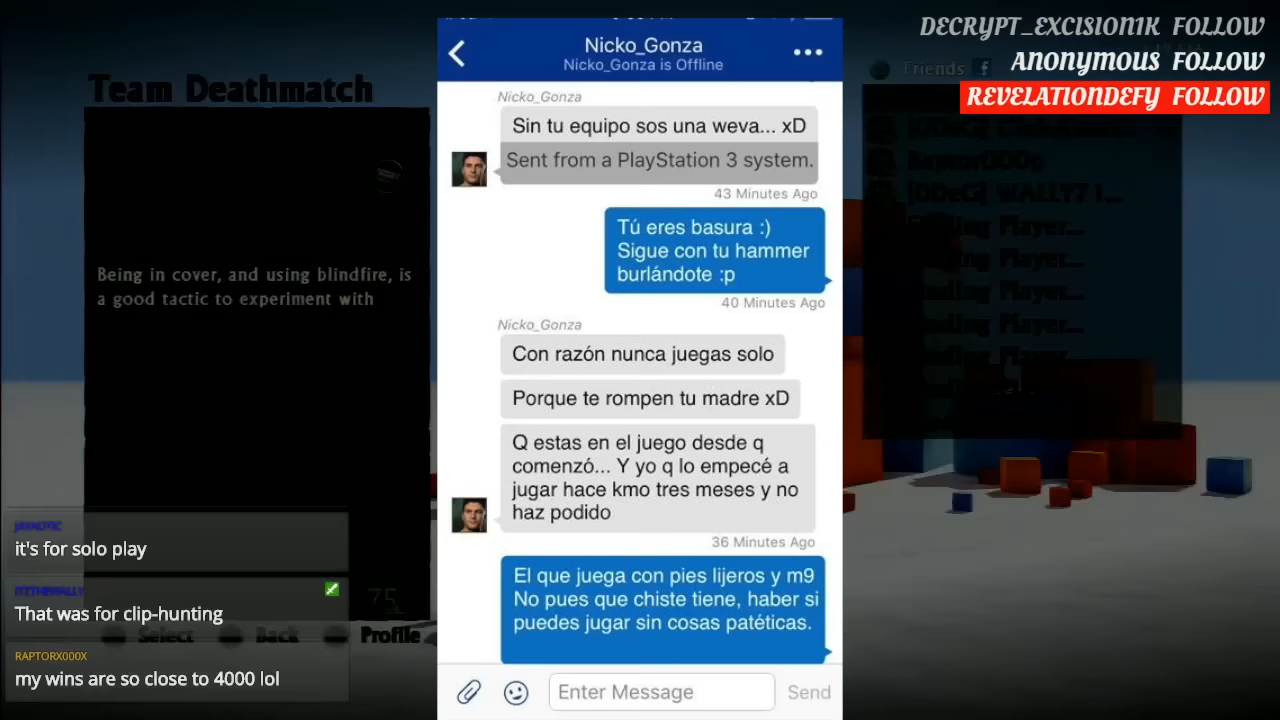 DECRYPT_EXCISION1K FOLLOW
ANONYMOUS FOLLOW
REVELATIONDEFY FOLLOW
Friends
Team Deathmatch
Being in cover, and using blindfire, is
a good tactic to experiment with
Nicko_Gonza
Nicko_Gonza is Offline
Nicko_Gonza
Sin tu equipo sos una weva... xD
Sent from a PlayStation 3 system.
43 Minutes Ago
Tú eres basura :)
Sigue con tu hammer
burlándote :p
40 Minutes Ago
Nicko_Gonza
Con razón nunca juegas solo
Porque te rompen tu madre xD
Q estas en el juego desde q
comenzó... Y yo q lo empecé a
jugar hace kmo tres meses y no
haz podido
36 Minutes Ago
El que juega con pies lijeros y m9
No pues que chiste tiene, haber si
puedes jugar sin cosas patéticas.
Enter Message
Send
it's for solo play
That was for clip-hunting
RAPTORX000X
my wins are so close to 4000 lol
75
Select
Back
Profile